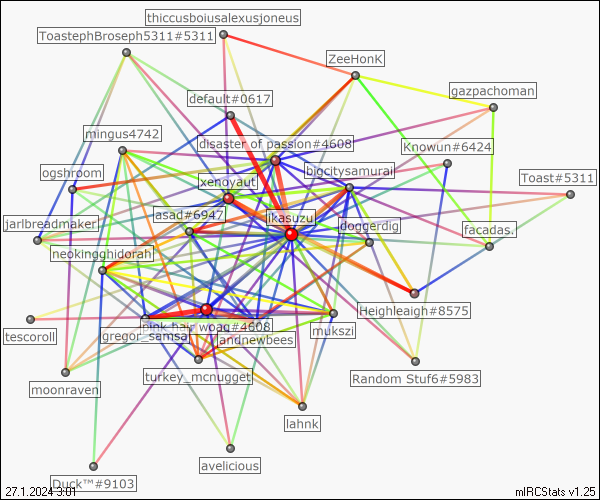 thiccusboiusalexusjoneus
ToastephBroseph5311#5311
ZeeHonK
gazpachoman
default#0617
mingus4742
disaster of passion#4608
Knowun#6424
ogshroom
xenoyaut
bigcitysamurai
Toast#5311
jarlbreadmaker
asad#6947
ikasuzu
doggerdig
facadas.
neokingghidorah
Heighleaigh#8575
pink hair woag#4608
mukszi
tescoroll
gregor_samsa
andnewbees
turkey_mcnugget
Random Stuf6#5983
moonraven
lahnk
avelicious
Duck™#9103
27.1.2024 3:01
mIRCStats v1.25